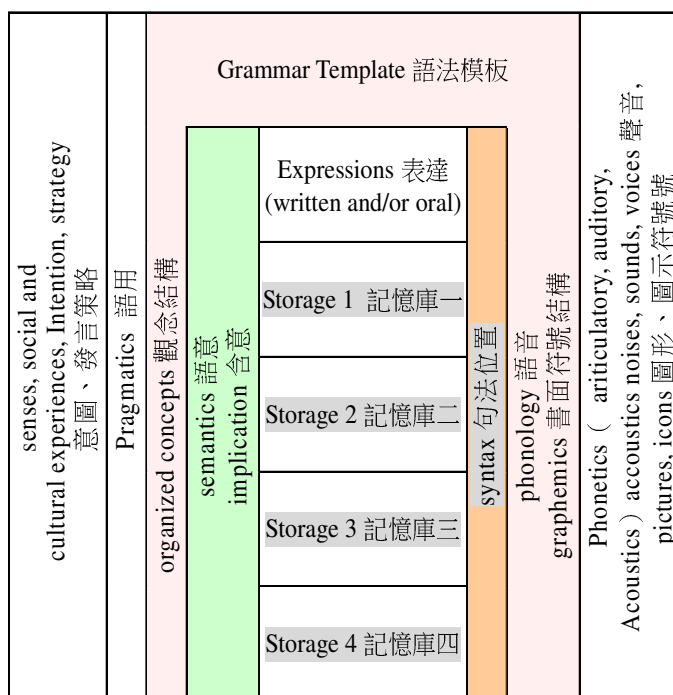 Grammar Template 語法模板
senses, social and
cultural experiences, Intention, strategy
意圖、發言策略
Pragmatics 語用
organized concepts 觀念結構
semantics 語意
implication 含意
Expressions 表達
(written and/or oral)
Storage 1 記憶庫一
Storage 2 記憶庫二
Storage 3 記憶庫三
Storage 4 記憶庫四
syntax 句法位置
phonology 語音
graphemics 書面符號結構
Phonetics ( ariticulatory, auditory,
Acoustics ) accoustics noises, sounds, voices 聲音,
pictures, icons 圖形、圖示符號號